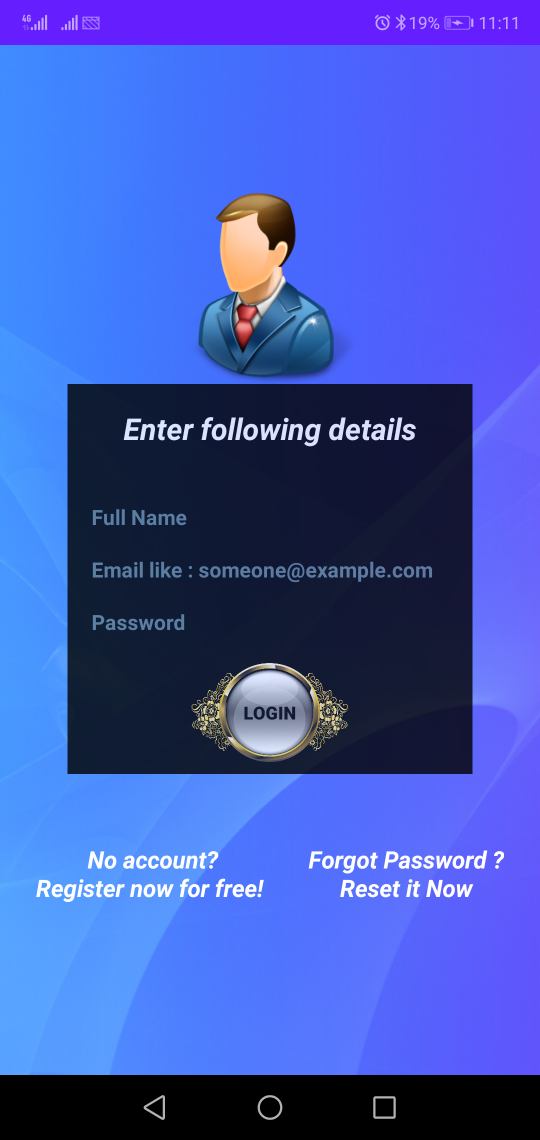 4G 19% 11:11
Enter following details
Full Name
Email like : someone@example.com
Password
LOGIN
No account?
Register now for free!
Forgot Password ?
Reset it Now